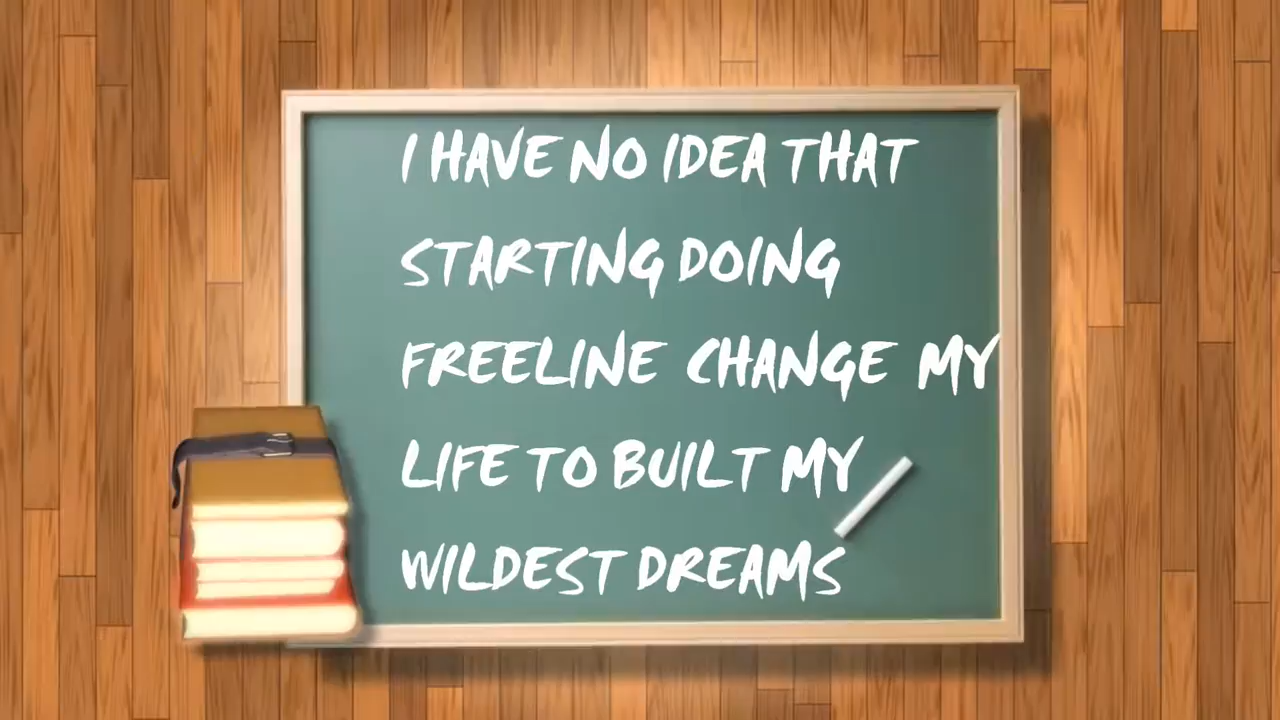 I HAVE NO IDEA THAT
STARTING DOING
FREELINE CHANGE MY
LIFE TO BUILT MY
WILDEST DREAMS